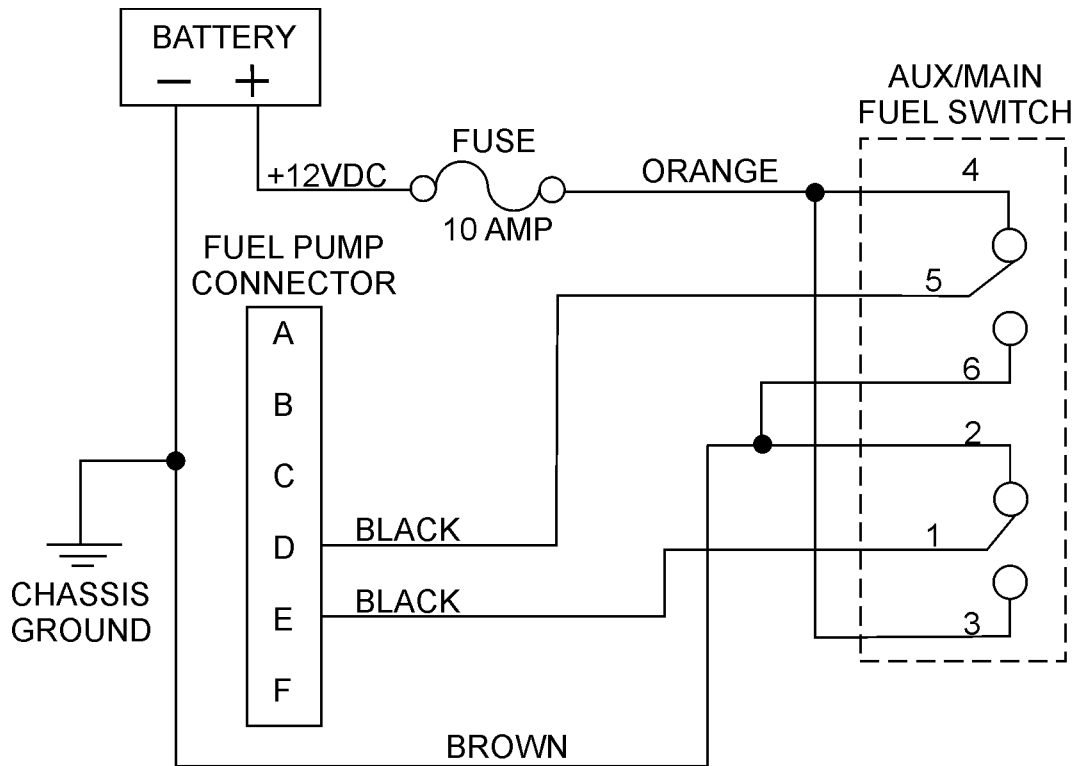 BATTERY
− +
AUX/MAIN
FUEL SWITCH
FUSE
+12VDC
10 AMP
ORANGE
4
FUEL PUMP
CONNECTOR
5
A
B
6
C
2
D
BLACK
1
E
BLACK
3
F
CHASSIS
GROUND
BROWN